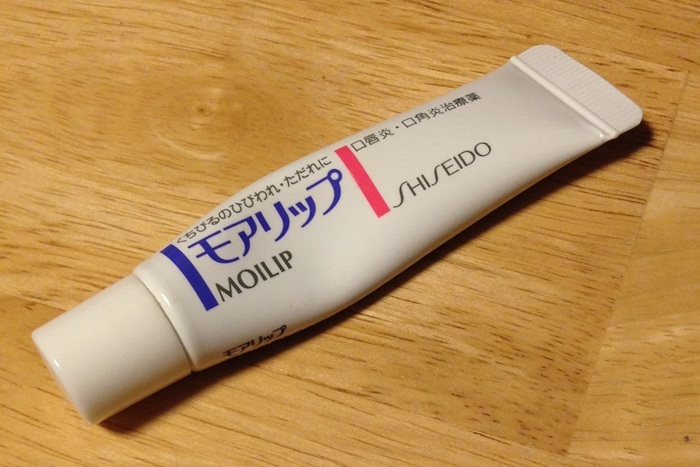 くちびるのひびわれ・ただれに
モアリップ
MOILIP
口唇炎・口角炎治療薬
SHISEIDO
モアリップ